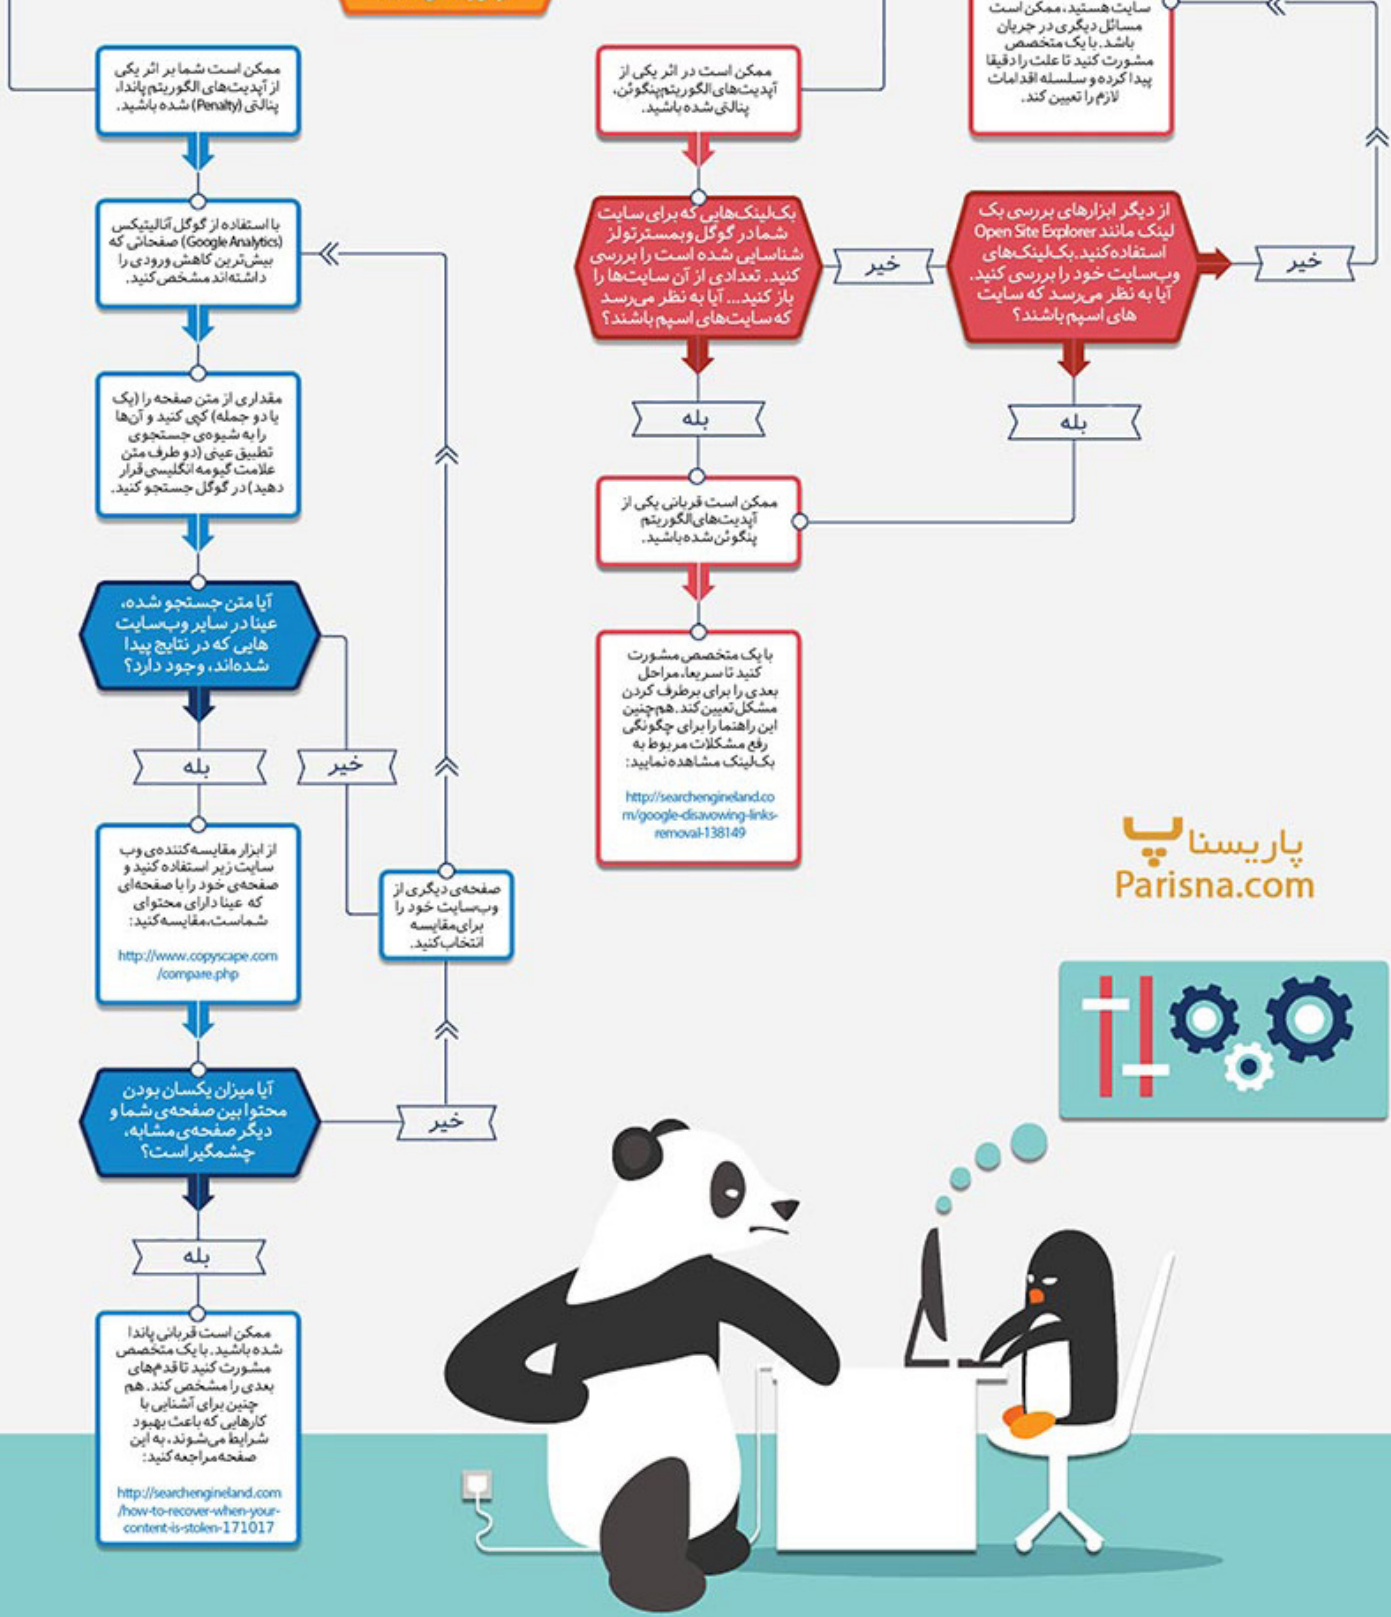 سایت هستید، ممکن است
مسائل دیگری در جریان
باشد. با یک متخصص
مشورت کنید تا علت را دقیقا
پیدا کرده و سلسله اقدامات
لازم را تعیین کند.
ممکن است در اثر یکی از
آپدیت‌های الگوریتم پنگوئن،
پنالتی شده باشید.
ممکن است شما بر اثر یکی
از آپدیت‌های الگوریتم پاندا،
پنالتی (Penalty) شده باشید.
از دیگر ابزارهای بررسی بک
لینک مانند Open Site Explorer
استفاده کنید. بک‌لینک‌های
وب‌سایت خود را بررسی کنید.
آیا به نظر می‌رسد که سایت
های اسپم باشند؟
خیر
خیر
بله
بک‌لینک‌هایی که برای سایت
شما در گوگل وبمستر تولز
شناسایی شده است را بررسی
کنید. تعدادی از آن سایت‌ها را
باز کنید... آیا به نظر می‌رسد
که سایت‌های اسپم باشند؟
بله
ممکن است قربانی یکی از
آپدیت‌های الگوریتم
پنگوئن شده باشید.
با یک متخصص مشورت
کنید تا سریعا، مراحل
بعدی را برای برطرف کردن
مشکل تعیین کند. هم‌چنین
این راهنما را برای چگونگی
رفع مشکلات مربوط به
بک‌لینک مشاهده نمایید:
http://searchengineland.co
m/google-disavowing-links-
removal-138149
با استفاده از گوگل آنالیتیکس
(Google Analytics) صفحاتی که
بیش‌ترین کاهش ورودی را
داشته‌اند مشخص کنید.
مقداری از متن صفحه را (یک
یا دو جمله) کپی کنید و آن‌ها
را به شیوه‌ی جستجوی
تطبیق عینی (دو طرف متن
علامت گیومه انگلیسی قرار
دهید) در گوگل جستجو کنید.
آیا متن جستجو شده،
عینا در سایر وب‌سایت
هایی که در نتایج پیدا
شده‌اند، وجود دارد؟
خیر
بله
از ابزار مقایسه‌کننده‌ی وب
سایت زیر استفاده کنید و
صفحه‌ی خود را با صفحه‌ای
که عینا دارای محتوای
شماست، مقایسه کنید:
http://www.copyscape.com
/compare.php
صفحه‌ی دیگری از
وب‌سایت خود را
برای مقایسه
انتخاب کنید.
آیا میزان یکسان بودن
محتوا بین صفحه‌ی شما و
دیگر صفحه‌ی مشابه،
چشمگیر است؟
خیر
بله
ممکن است قربانی پاندا
شده باشید. با یک متخصص
مشورت کنید تا قدم‌های
بعدی را مشخص کند. هم
چنین برای آشنایی با
کارهایی که باعث بهبود
شرایط می‌شوند، به این
صفحه مراجعه کنید:
http://searchengineland.com
/how-to-recover-when-your-
content-is-stolen-171017
پاریسنا
Parisna.com